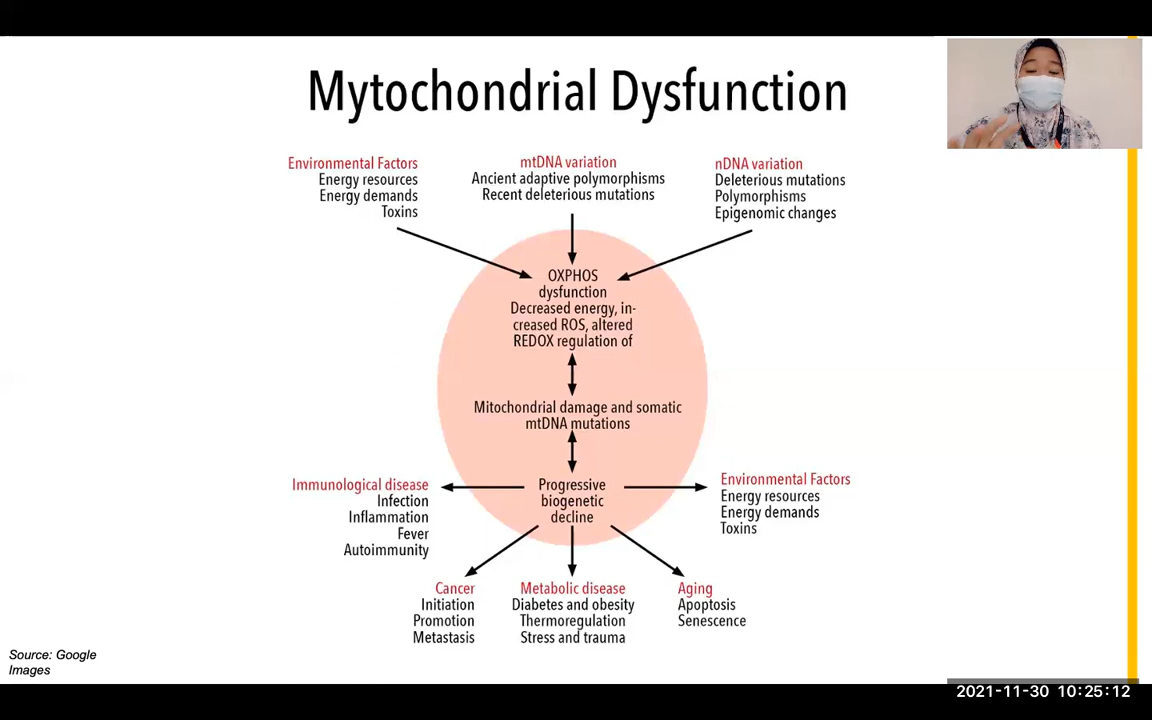 Mytochondrial Dysfunction
Environmental Factors
Energy resources
Energy demands
Toxins
mtDNA variation
Ancient adaptive polymorphisms
Recent deleterious mutations
nDNA variation
Deleterious mutations
Polymorphisms
Epigenomic changes
OXPHOS
dysfunction
Decreased energy, in-
creased ROS, altered
REDOX regulation of
Mitochondrial damage and somatic
mtDNA mutations
Progressive
biogenetic
decline
Immunological disease
Infection
Inflammation
Fever
Autoimmunity
Environmental Factors
Energy resources
Energy demands
Toxins
Cancer
Initiation
Promotion
Metastasis
Metabolic disease
Diabetes and obesity
Thermoregulation
Stress and trauma
Aging
Apoptosis
Senescence
Source: Google
Images
2021-11-30 10:25:12